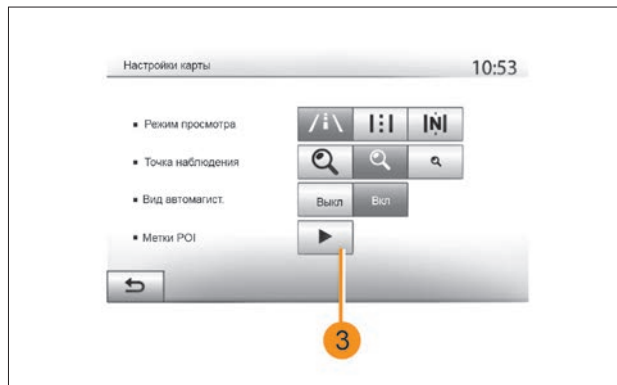 Настройки карты 10:53
Режим просмотра |N|
Точка наблюдения
Вид автомагист. Выкл Вкл
Метки POI
3